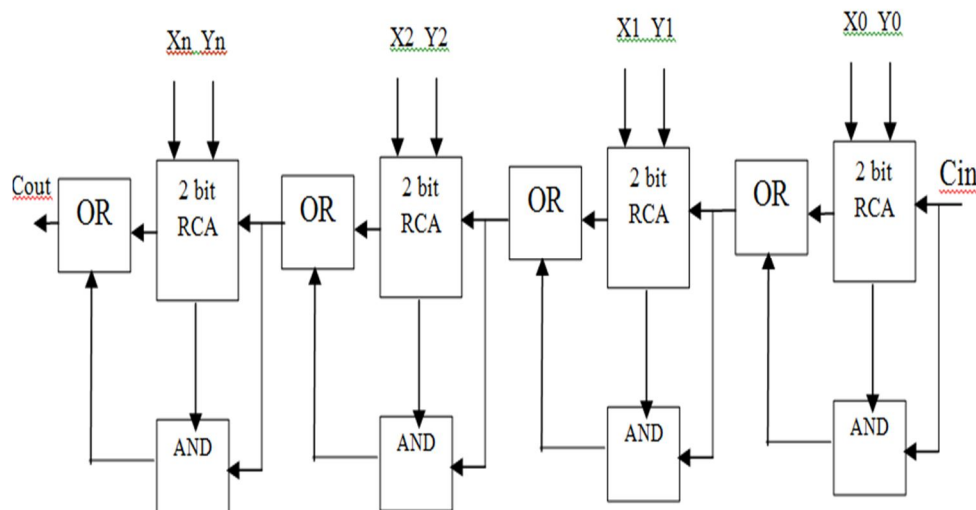 Xn Yn
X2 Y2
X1 Y1
X0 Y0
Cout
OR
2 bit
RCA
OR
2 bit
RCA
OR
2 bit
RCA
OR
2 bit
RCA
Cin
AND
AND
AND
AND